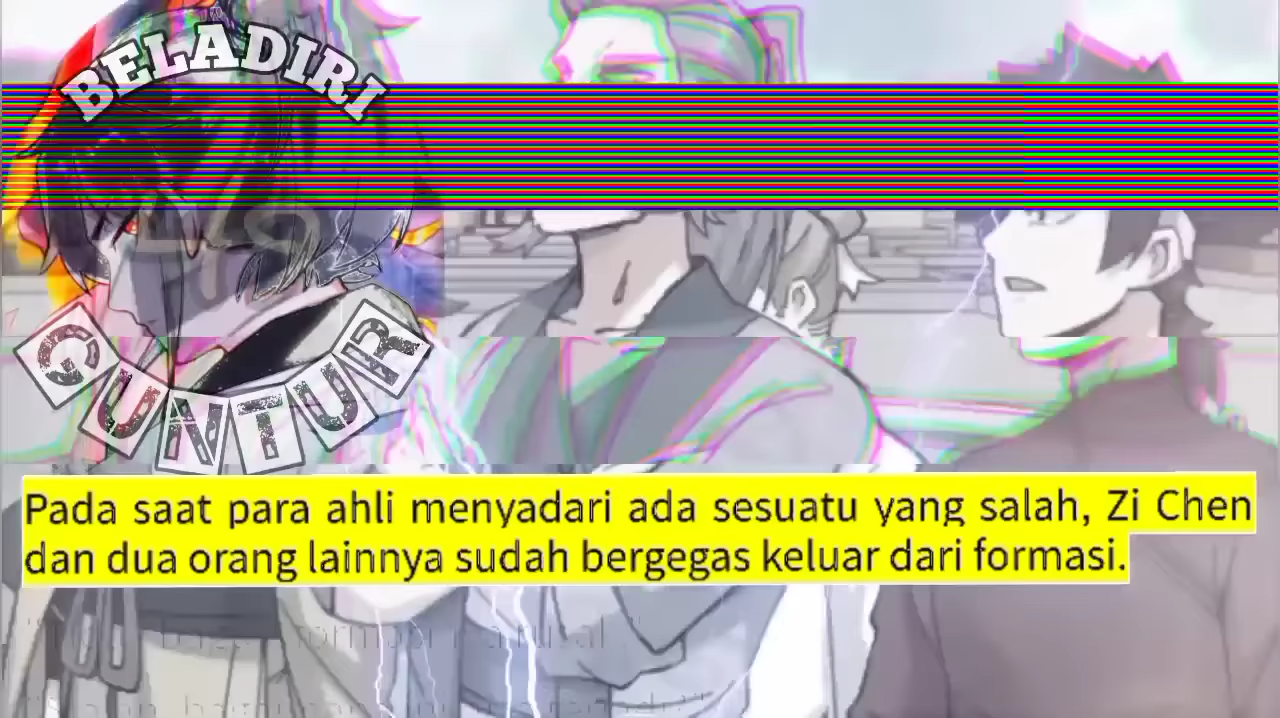 BELADIRI
GUNTUR
Pada saat para ahli menyadari ada sesuatu yang salah, Zi Chen
dan dua orang lainnya sudah bergegas keluar dari formasi.